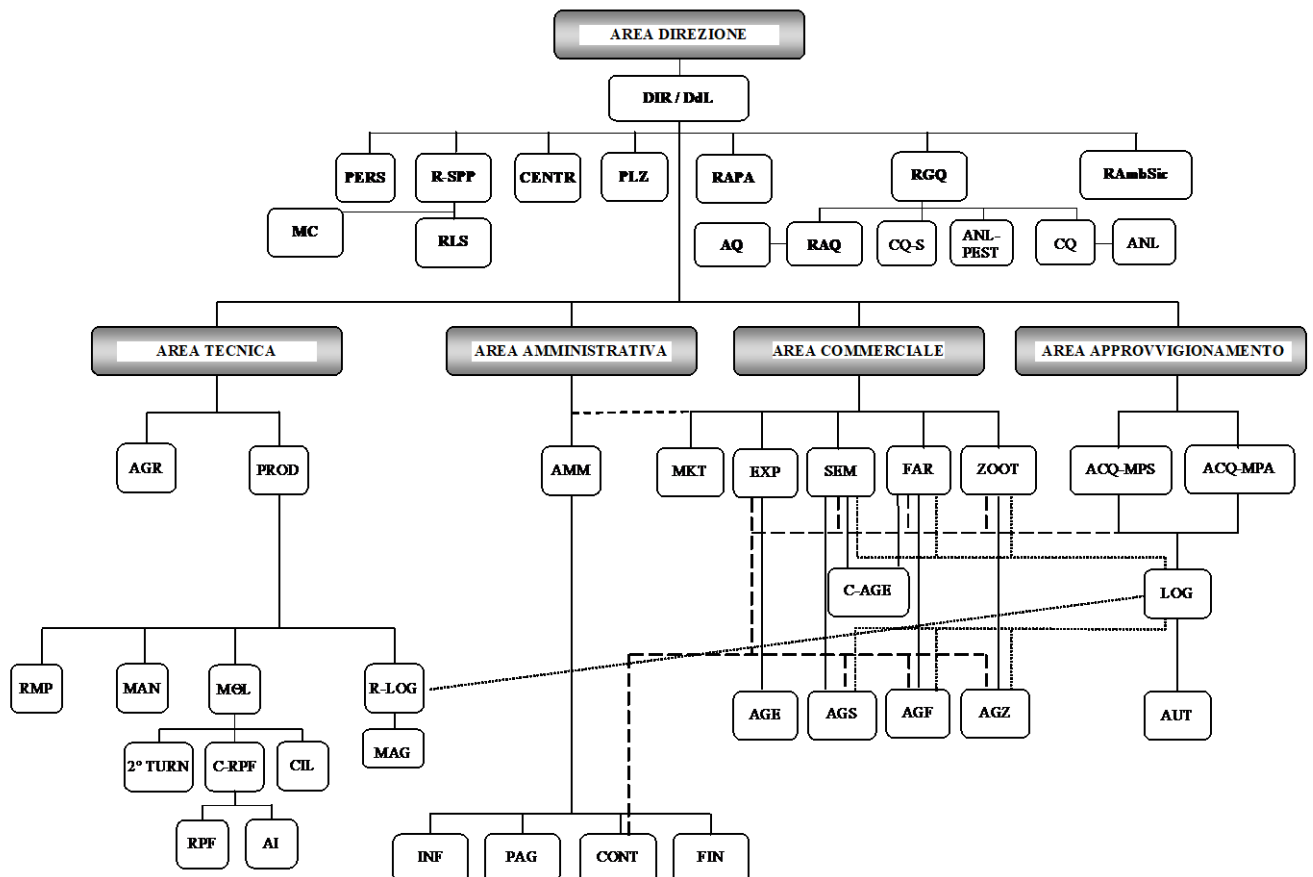 AREA DIREZIONE
DIR / DdL
PERS
R-SPP
CENTR
PLZ
RAPA
RGQ
RAmbSic
MC
RLS
AQ
RAQ
CQ-S
ANL-
PEST
CQ
ANL
AREA TECNICA
AREA AMMINISTRATIVA
AREA COMMERCIALE
AREA APPROVVIGIONAMENTO
AGR
PROD
AMM
MKT
EXP
SEM
FAR
ZOOT
ACQ-MPS
ACQ-MPA
C-AGE
LOG
RMP
MAN
MOL
R-LOG
AGE
AGS
AGF
AGZ
AUT
MAG
2° TURN
C-RPF
CIL
RPF
AI
INF
PAG
CONT
FIN